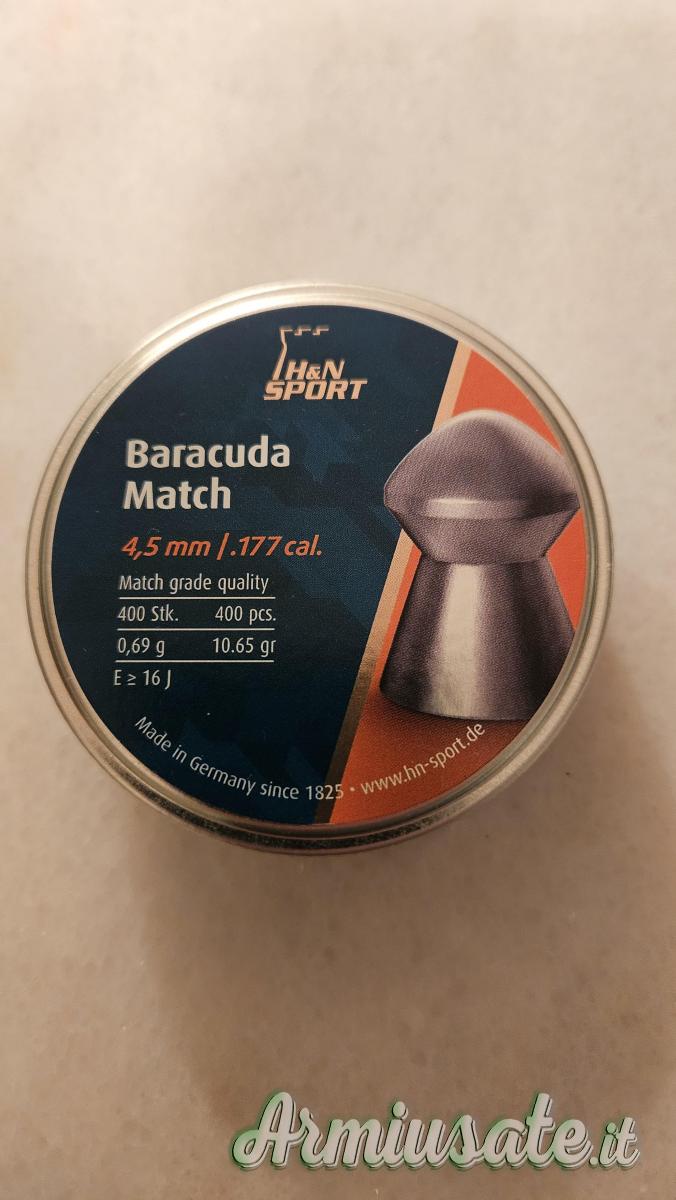 H&N
SPORT
Baracuda
Match
4,5 mm / .177 cal.
Match grade quality
400 Stk. 400 pcs.
0,69 g 10.65 gr
E ≥ 16 J
Made in Germany since 1825 • www.hn-sport.de
Armiusate.it